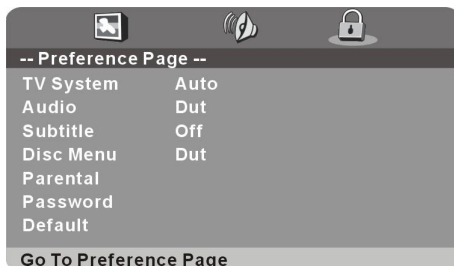 -- Preference Page --
TV System Auto
Audio Dut
Subtitle Off
Disc Menu Dut
Parental
Password
Default
Go To Preference Page